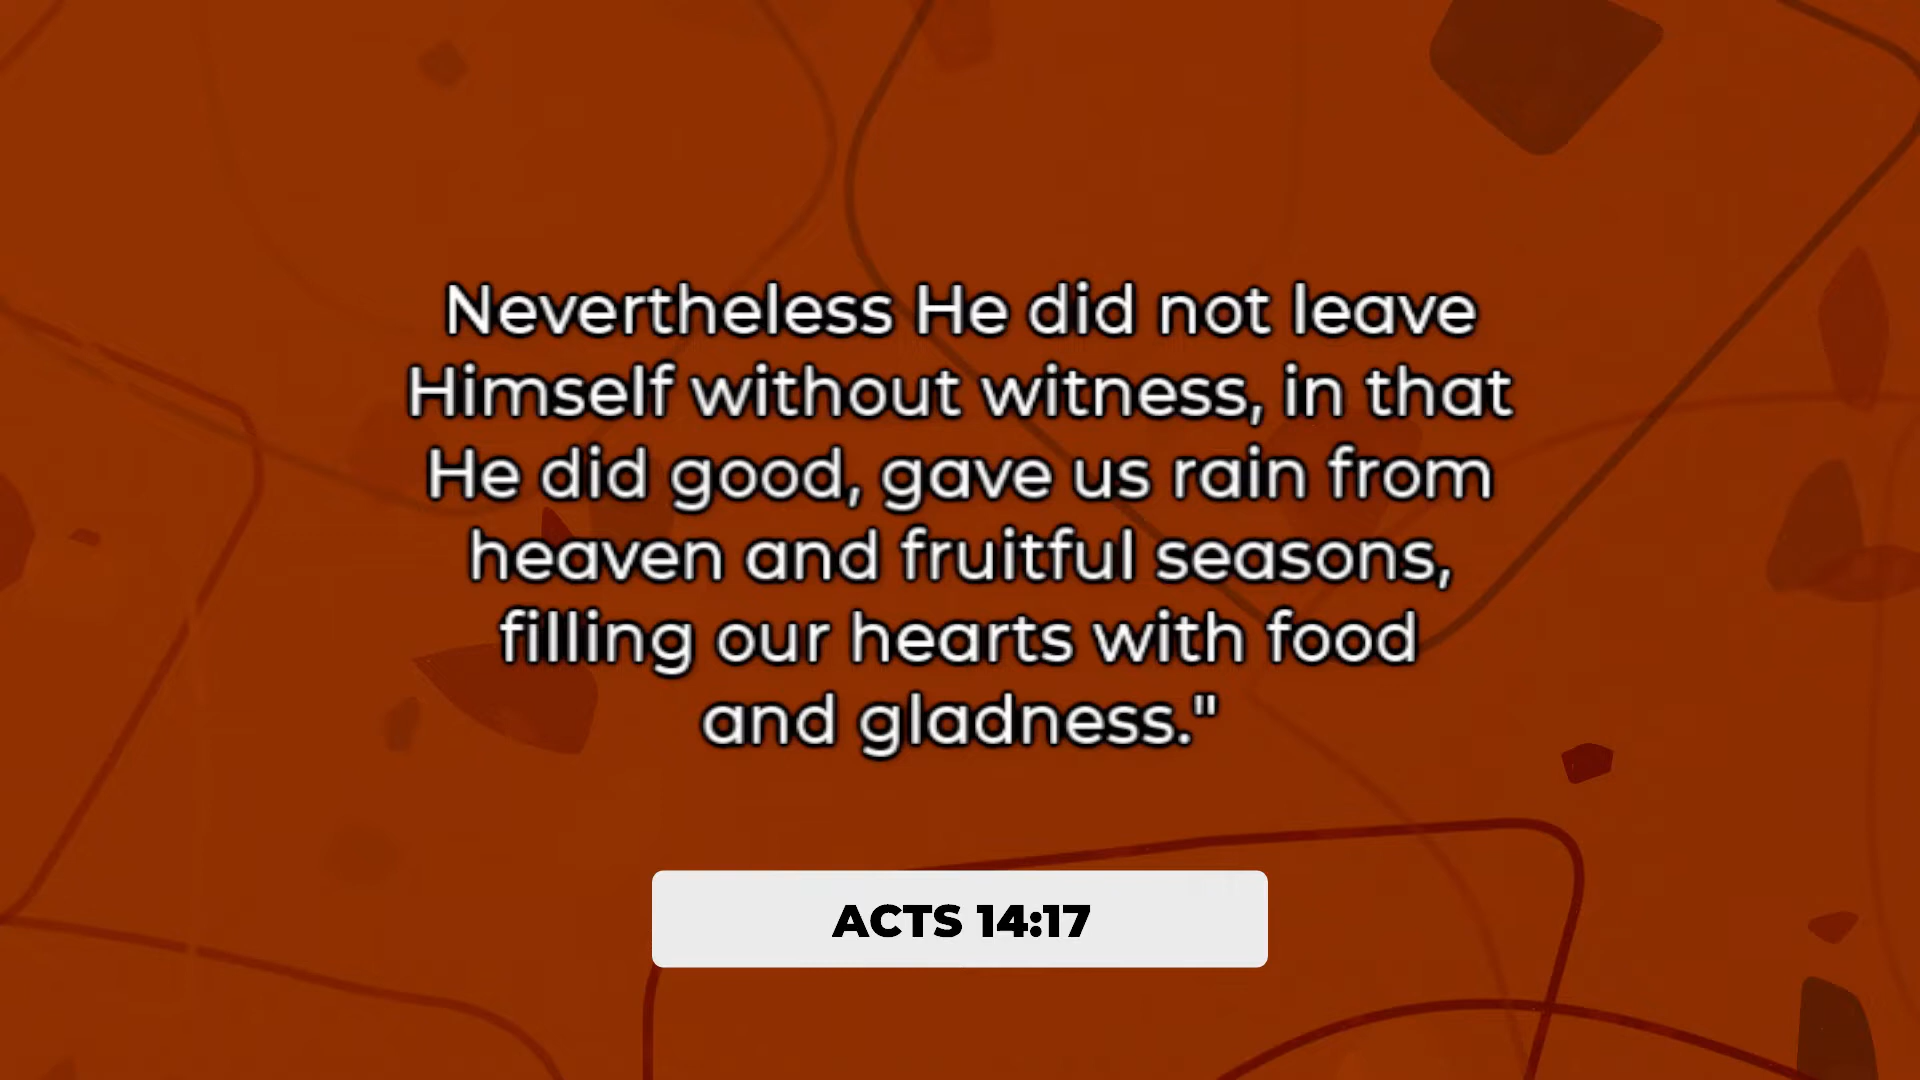 Nevertheless He did not leave
Himself without witness, in that
He did good, gave us rain from
heaven and fruitful seasons,
filling our hearts with food
and gladness."
ACTS 14:17